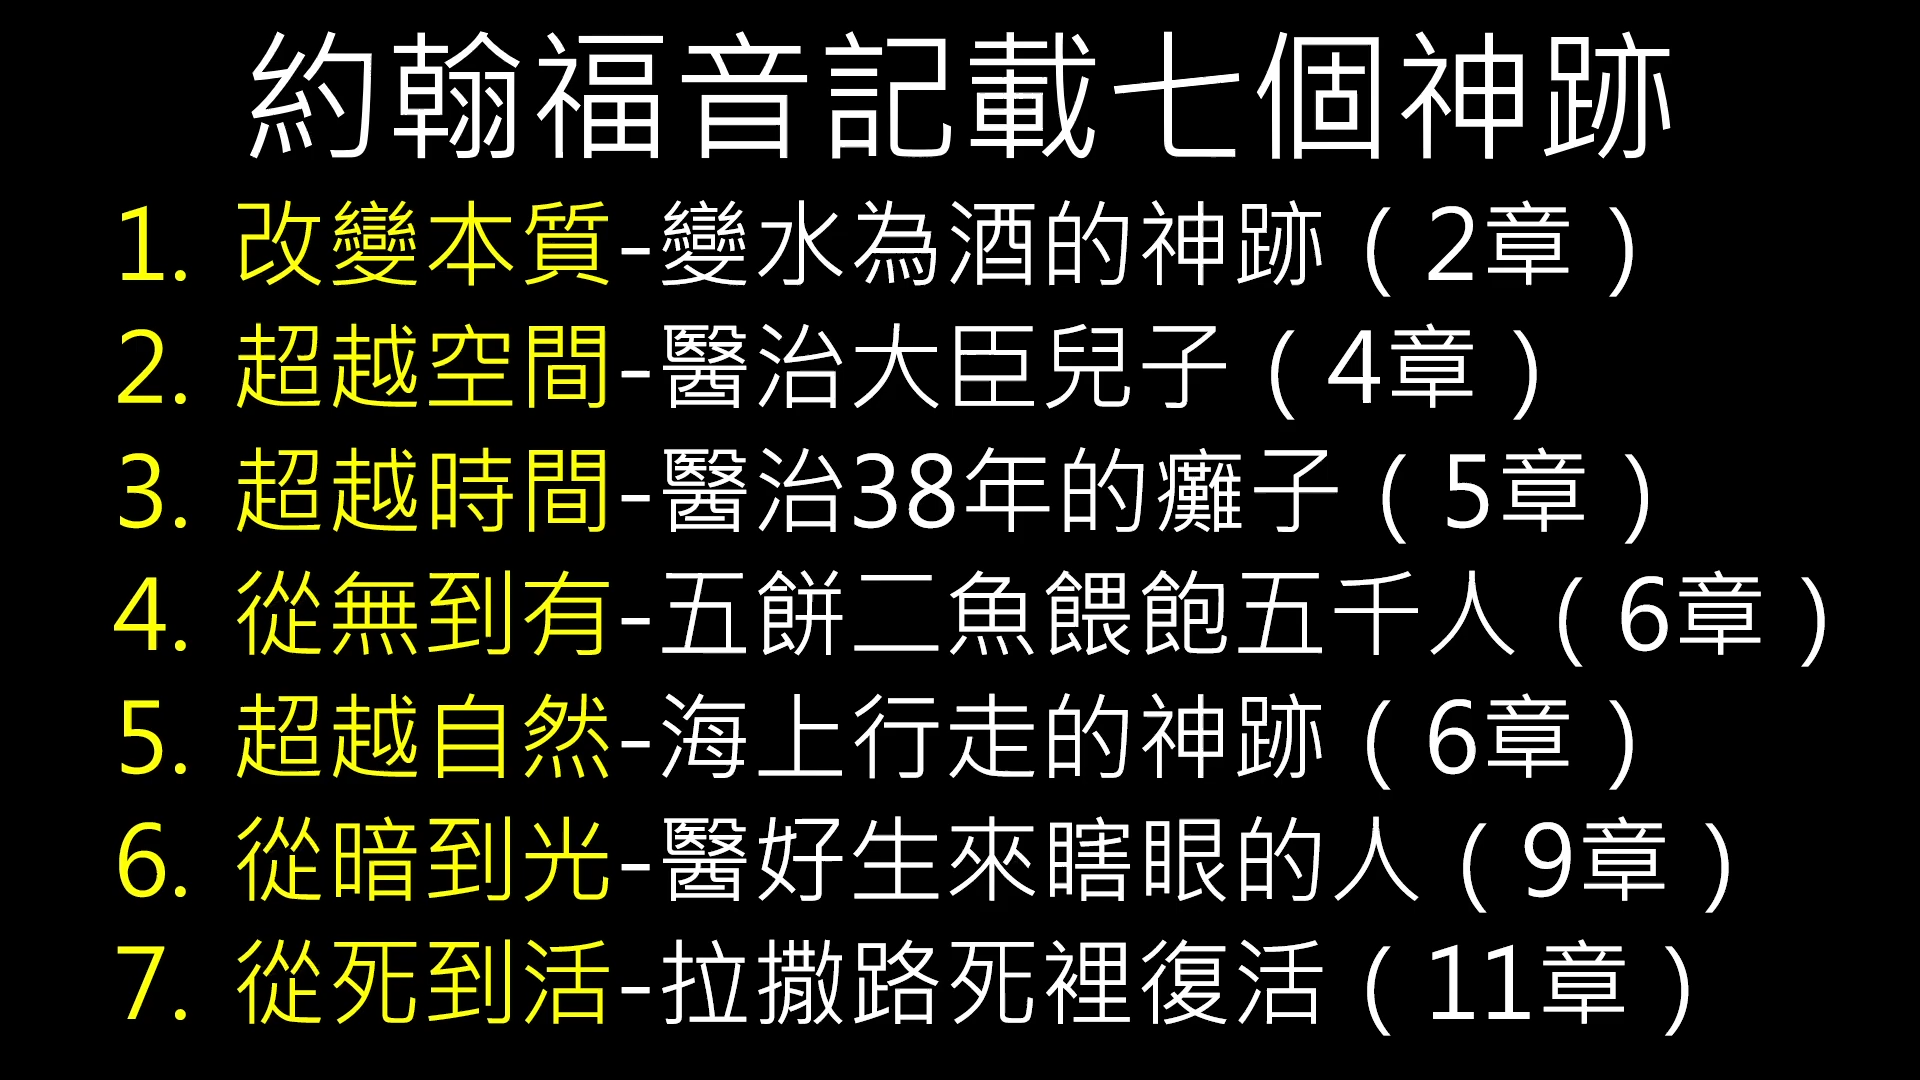 約翰福音記載七個神跡
1. 改變本質-變水為酒的神跡（2章）
2. 超越空間-醫治大臣兒子（4章）
3. 超越時間-醫治38年的癱子（5章）
4. 從無到有-五餅二魚餵飽五千人（6章）
5. 超越自然-海上行走的神跡（6章）
6. 從暗到光-醫好生來瞎眼的人（9章）
7. 從死到活-拉撒路死裡復活（11章）